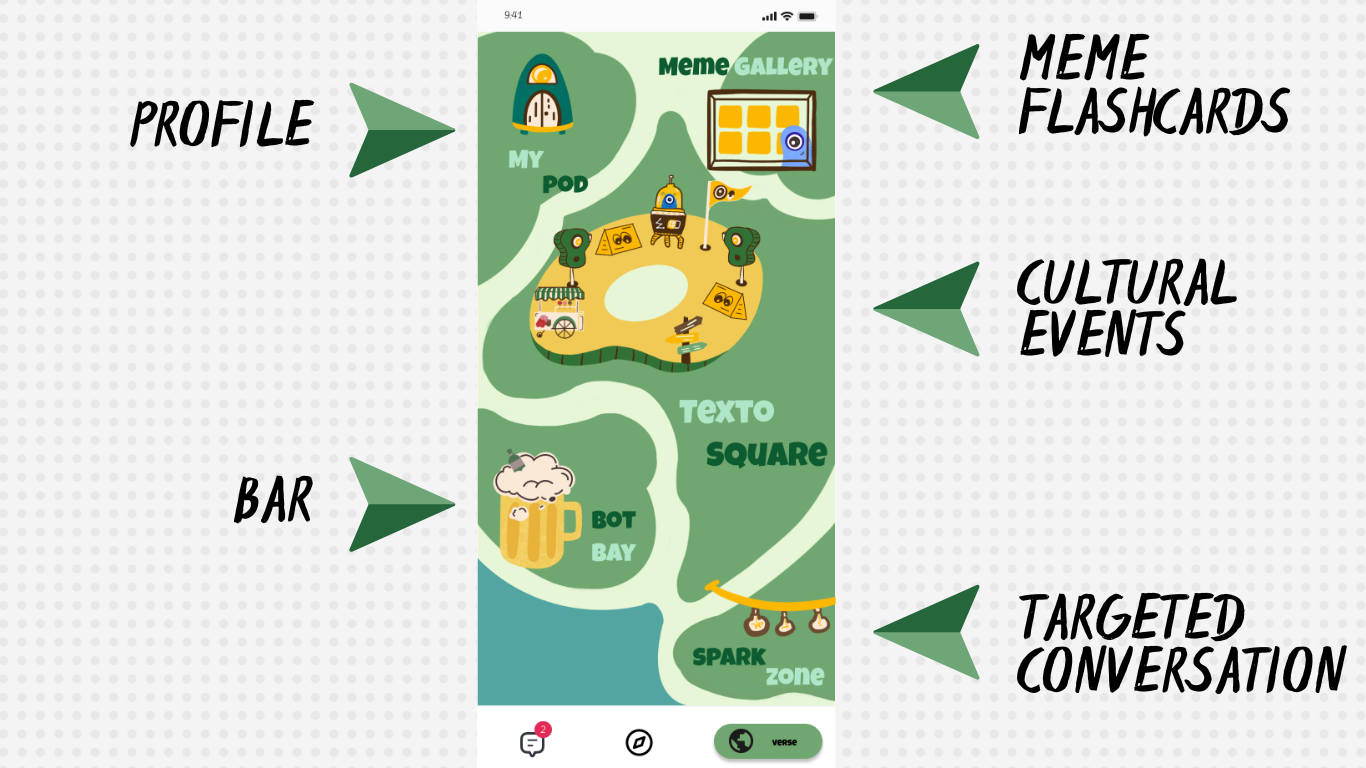 9:41
Meme GALLERY
MEME
FLASHCARDS
PROFILE
MY
POD
CULTURAL
EVENTS
TEXTO
SQUARE
BAR
BOT
BAY
TARGETED
CONVERSATION
SPARK
ZONE
2
VERSE